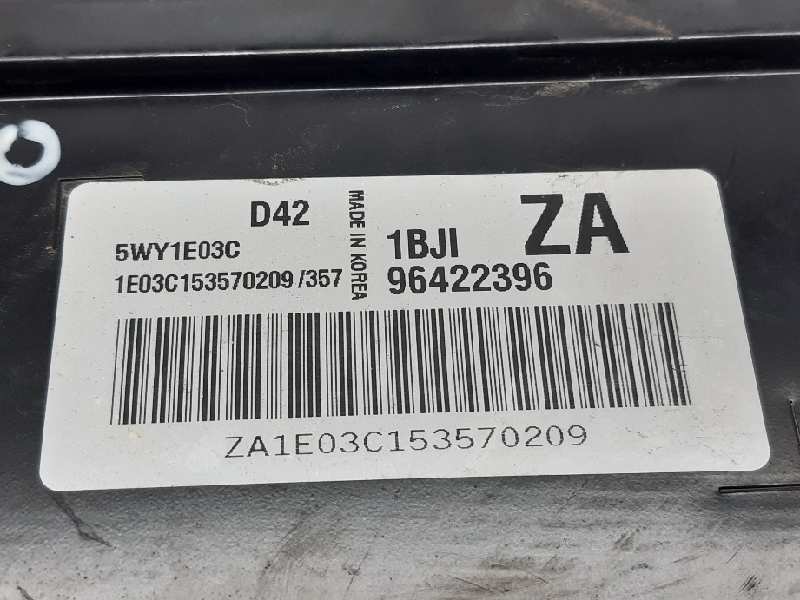 D42
5WY1E03C
1E03C153570209 /357
MADE IN KOREA
1BJI ZA
96422396
ZA1E03C153570209